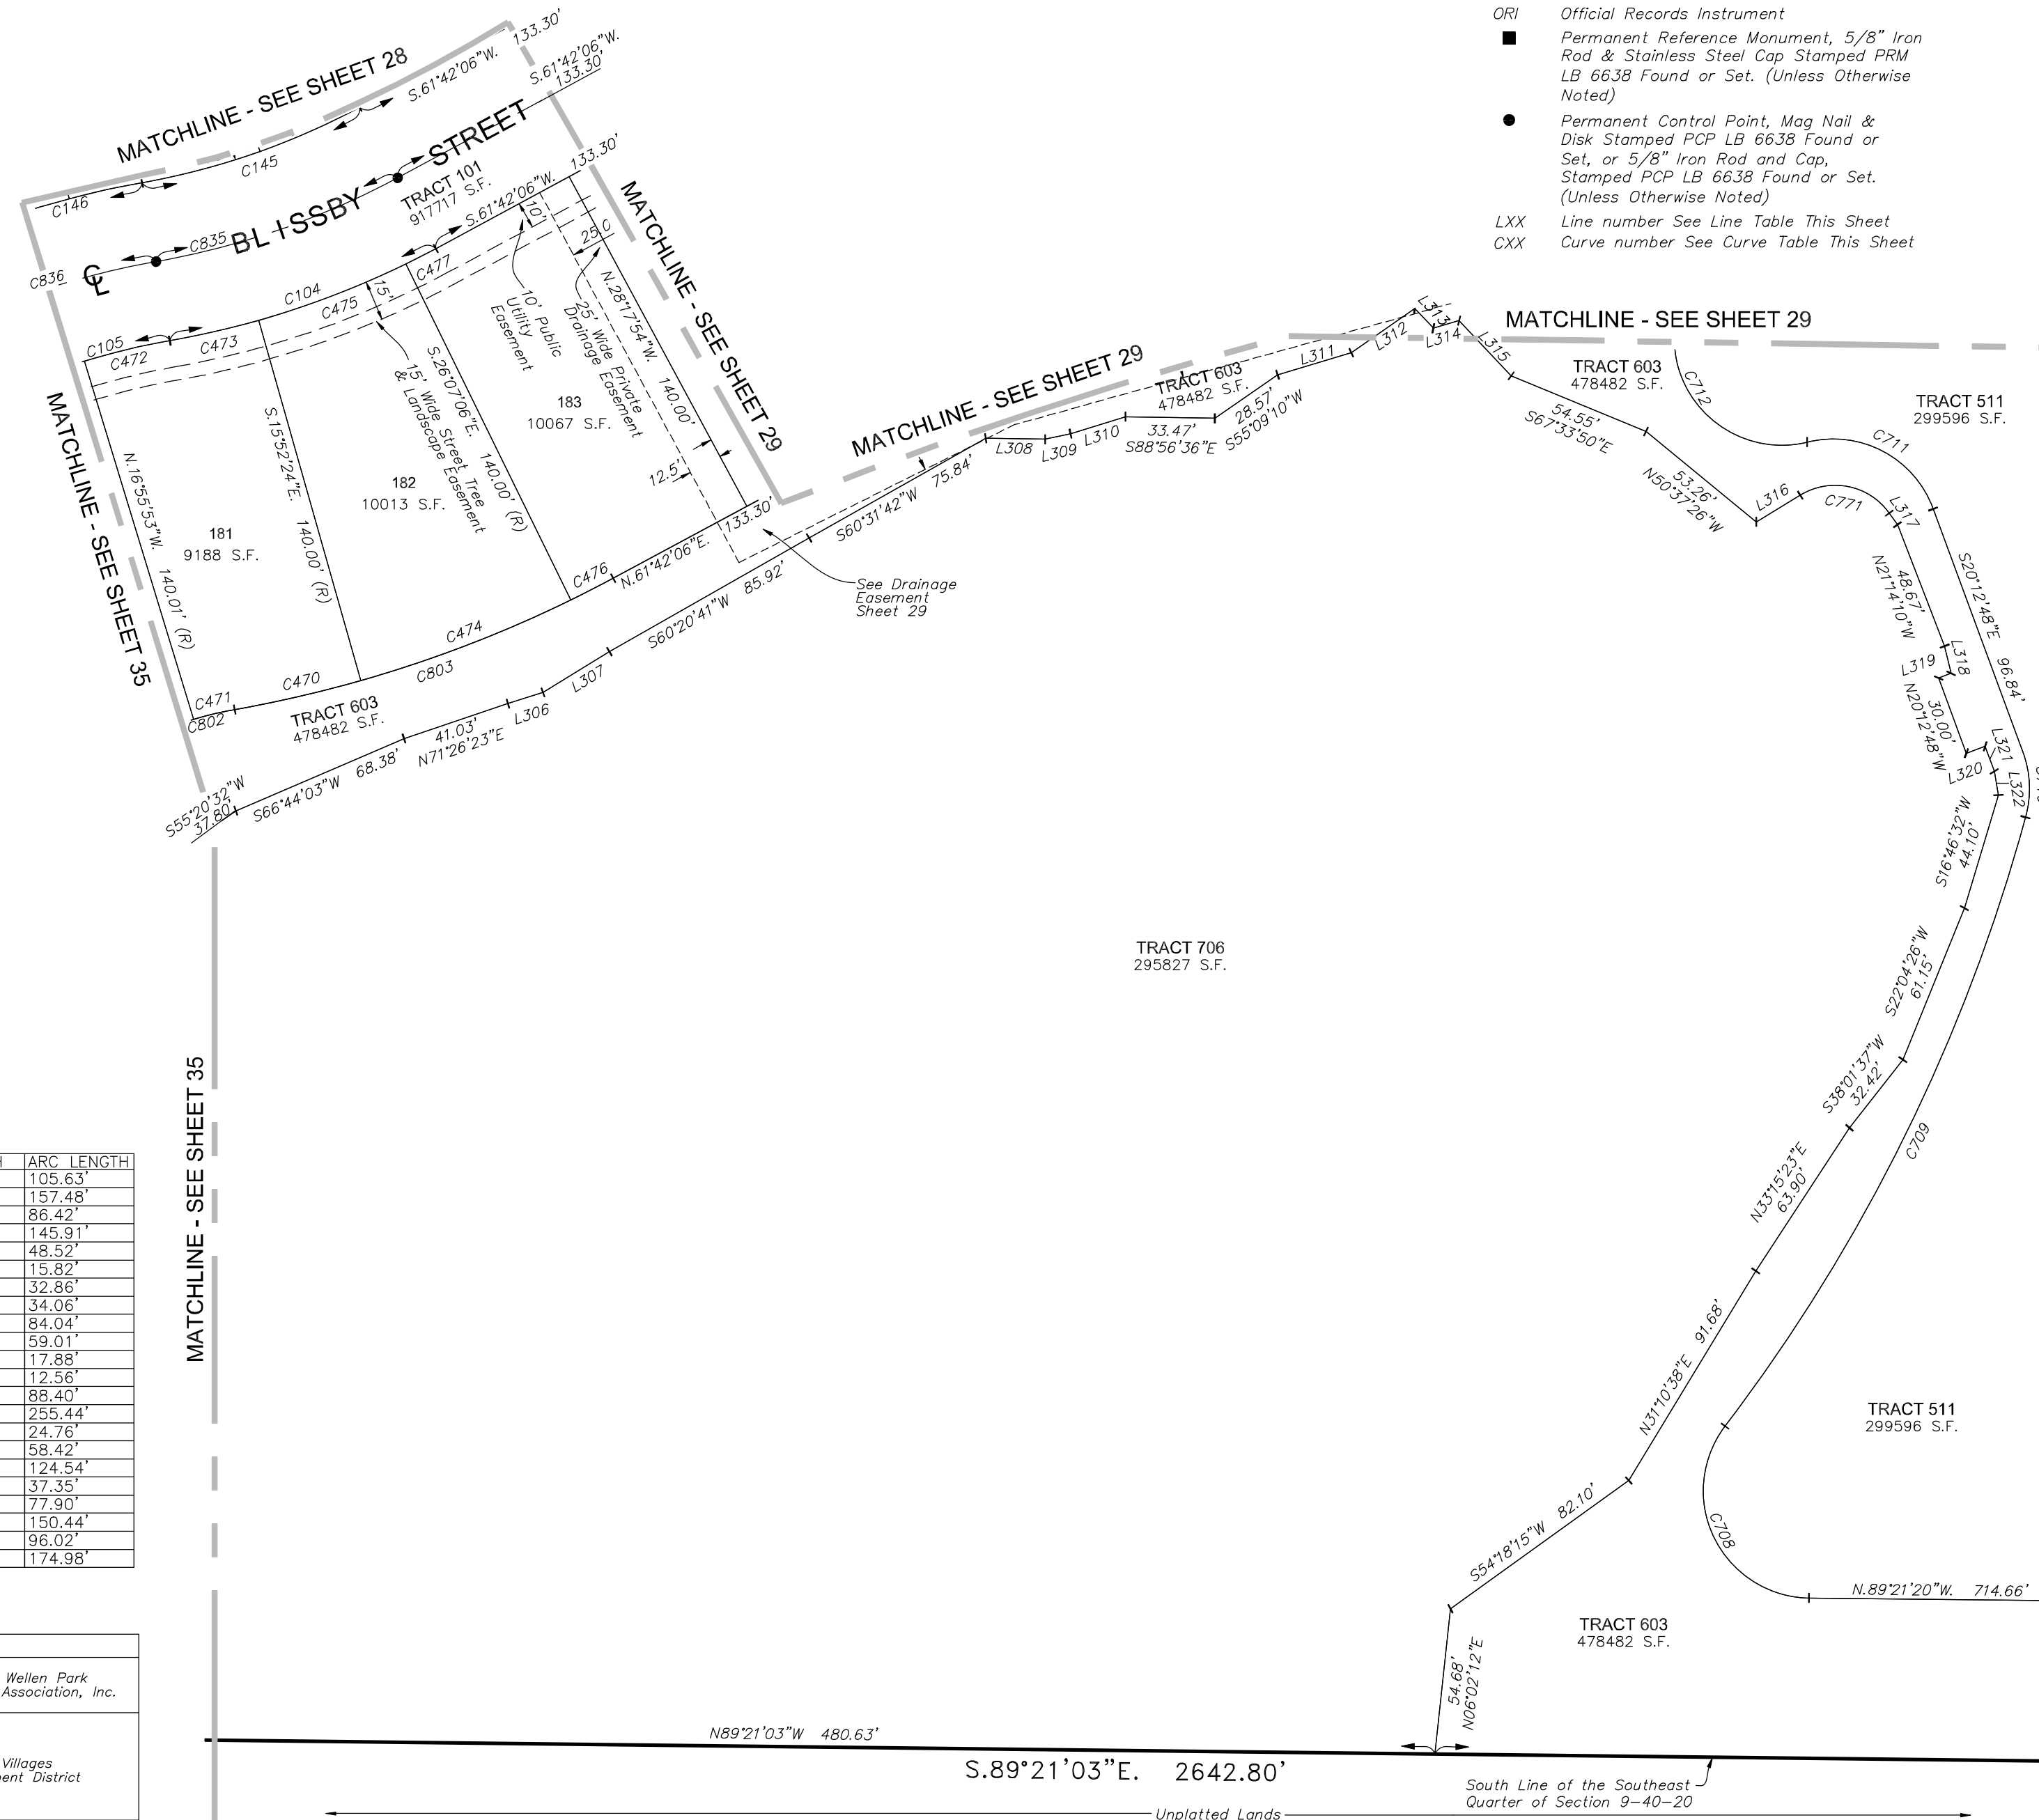 ORI Official Records Instrument
Permanent Reference Monument, 5/8" Iron
Rod & Stainless Steel Cap Stamped PRM
LB 6638 Found or Set. (Unless Otherwise
Noted)
Permanent Control Point, Mag Nail &
Disk Stamped PCP LB 6638 Found or
Set, or 5/8" Iron Rod and Cap,
Stamped PCP LB 6638 Found or Set.
(Unless Otherwise Noted)
LXX Line number See Line Table This Sheet
CXX Curve number See Curve Table This Sheet
MATCHLINE - SEE SHEET 28
133.30'
S.61°42'06"W.
S.61°42'06"W.
133.30'
C145
C146
BLISSBY STREET
TRACT 101
917717 S.F.
C835
C836
℄
S.61°42'06"W.
133.30'
10'
25.0
C477
C104
C475
15'
C105
C472
C473
MATCHLINE - SEE SHEET 29
N.28°17'54"W. 140.00'
10' Public
Utility
Easement
25' Wide Private
Drainage Easement
15' Wide Street Tree
& Landscape Easement
S.26°07'06"E. 140.00' (R)
183
10067 S.F.
12.5'
182
10013 S.F.
S.15°52'24"E. 140.00' (R)
181
9188 S.F.
N.16°55'53"W. 140.01' (R)
MATCHLINE - SEE SHEET 35
133.30'
N.61°42'06"E.
C476
C474
C803
C470
C471
C802
TRACT 603
478482 S.F.
See Drainage
Easement
Sheet 29
S55°20'32"W
37.80'
S66°44'03"W 68.38'
41.03'
N71°26'23"E
L306
L307
S60°20'41"W 85.92'
S60°31'42"W 75.84'
MATCHLINE - SEE SHEET 29
L308
L309
L310
33.47'
S88°56'36"E
28.57'
S55°09'10"W
TRACT 603
478482 S.F.
L311
L312
L313
L314
L315
MATCHLINE - SEE SHEET 29
TRACT 603
478482 S.F.
C712
TRACT 511
299596 S.F.
C711
54.55'
S67°33'50"E
53.26'
N50°37'26"W
L316
C771
L317
48.67'
N21°14'10"W
S20°12'48"E 96.84'
L318
L319
30.00'
N20°12'48"W
L320
L321
L322
S16°46'32"W
44.10'
S22°04'26"W
61.15'
S38°01'37"W
32.42'
N33°15'23"E
63.90'
C709
N31°10'38"E 91.68'
TRACT 706
295827 S.F.
MATCHLINE - SEE SHEET 35
TRACT 511
299596 S.F.
C708
S54°18'15"W 82.10'
N.89°21'20"W. 714.66'
TRACT 603
478482 S.F.
54.68'
N06°02'12"E
N89°21'03"W 480.63'
S.89°21'03"E. 2642.80'
South Line of the Southeast
Quarter of Section 9-40-20
Unplatted Lands
ARC LENGTH
105.63'
157.48'
86.42'
145.91'
48.52'
15.82'
32.86'
34.06'
84.04'
59.01'
17.88'
12.56'
88.40'
255.44'
24.76'
58.42'
124.54'
37.35'
77.90'
150.44'
96.02'
174.98'
Wellen Park
Association, Inc.
Villages
District